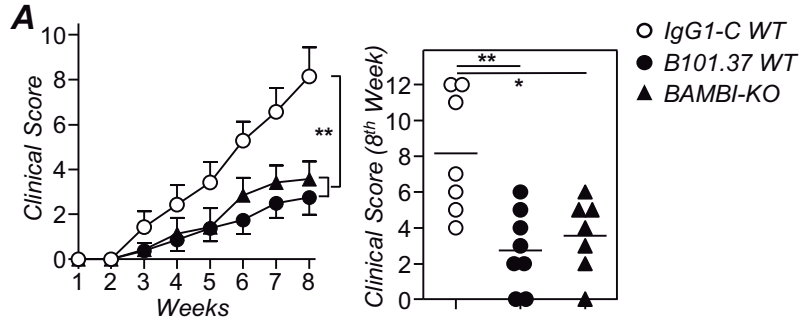 A
Clinical Score
10
8
6
4
2
0
1 2 3 4 5 6 7 8
Weeks
**
Clinical Score (8th Week)
12
10
8
6
4
2
0
**
*
IgG1-C WT
B101.37 WT
BAMBI-KO